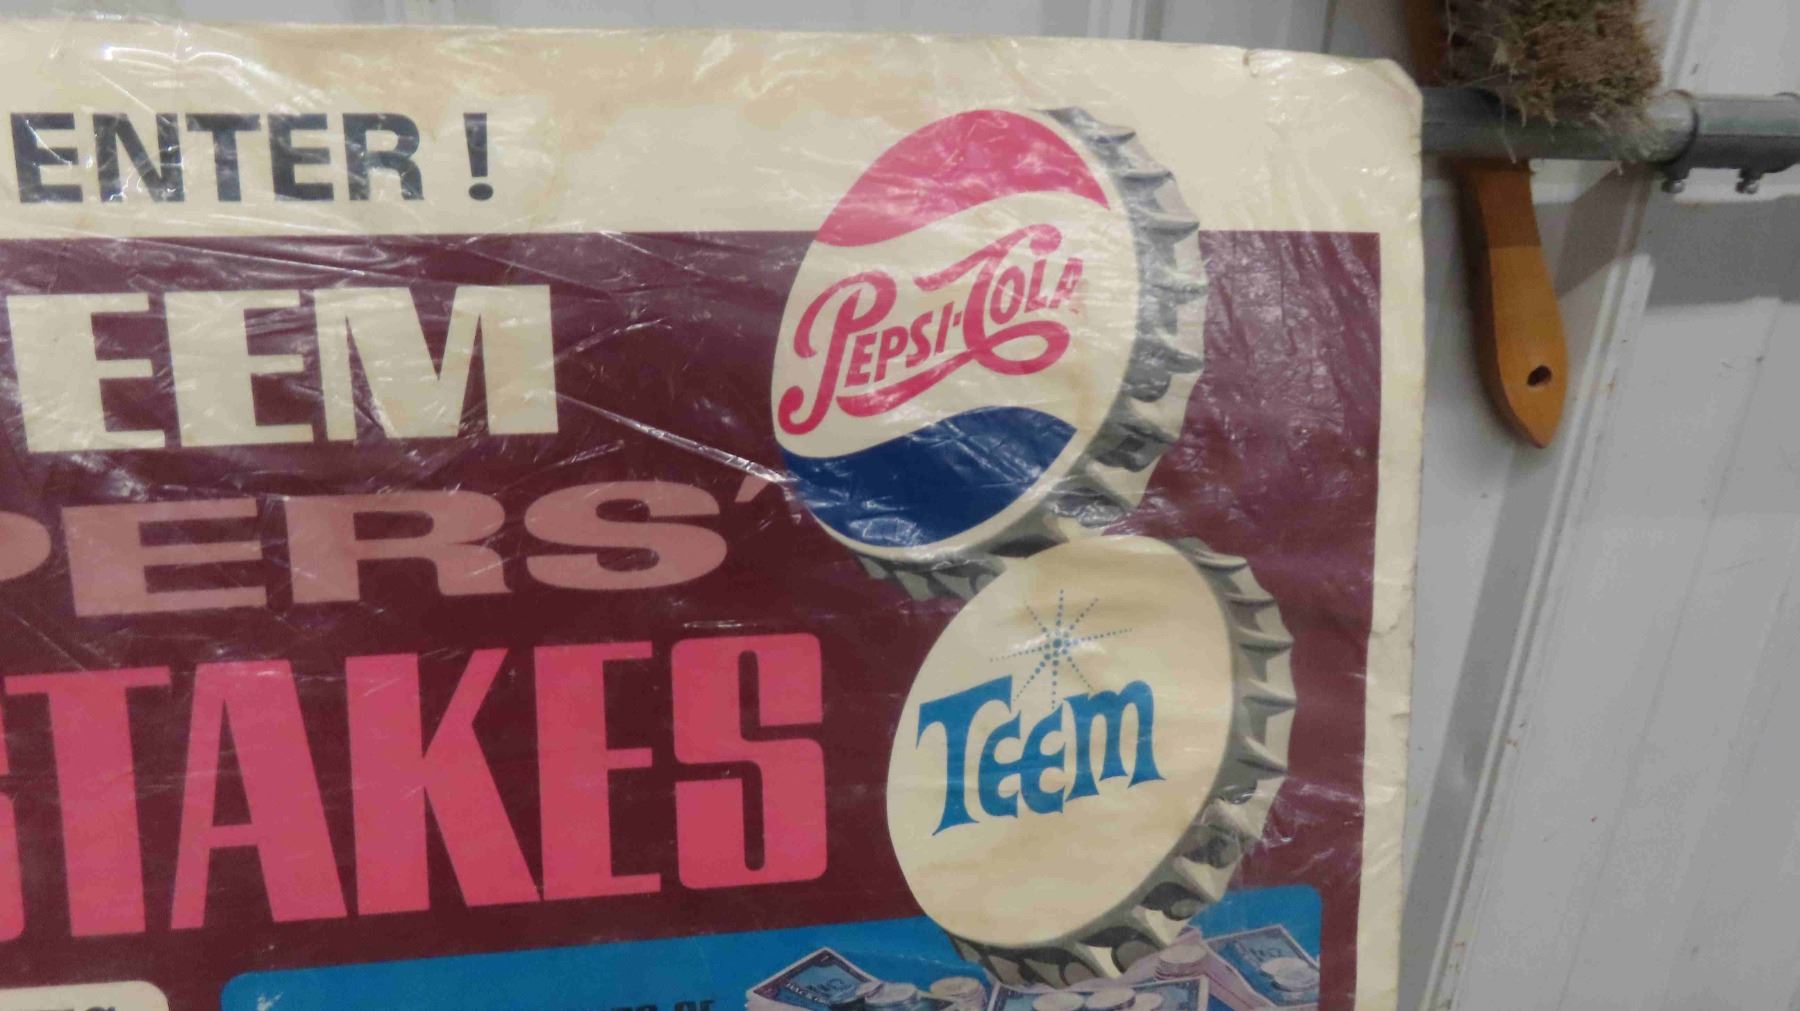 ENTER !
EEM
PERS'
STAKES
PEPSI-COLA
TEEM